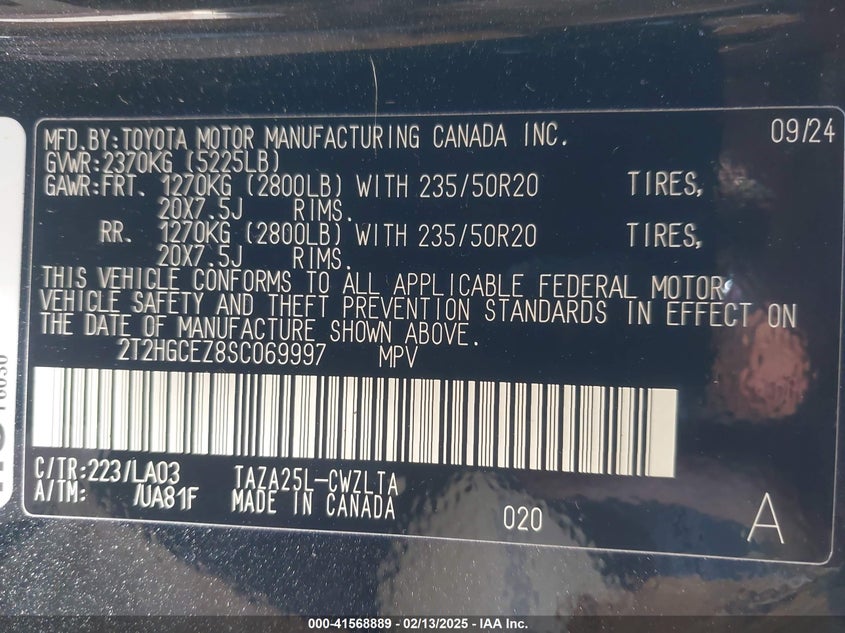 MFD.BY:TOYOTA MOTOR MANUFACTURING CANADA INC. 09/24
GVWR:2370KG (5225LB)
GAWR:FRT. 1270KG (2800LB) WITH 235/50R20 TIRES,
20X7.5J RIMS.
RR. 1270KG (2800LB) WITH 235/50R20 TIRES,
20X7.5J RIMS.
THIS VEHICLE CONFORMS TO ALL APPLICABLE FEDERAL MOTOR
VEHICLE SAFETY AND THEFT PREVENTION STANDARDS IN EFFECT ON
THE DATE OF MANUFACTURE SHOWN ABOVE.
2T2HGCEZ8SC069997 MPV
C/TR:223/LA03 TAZA25L-CWZLTA
A/TM: /UA81F MADE IN CANADA
020 A
000-41568889 - 02/13/2025 - IAA Inc.